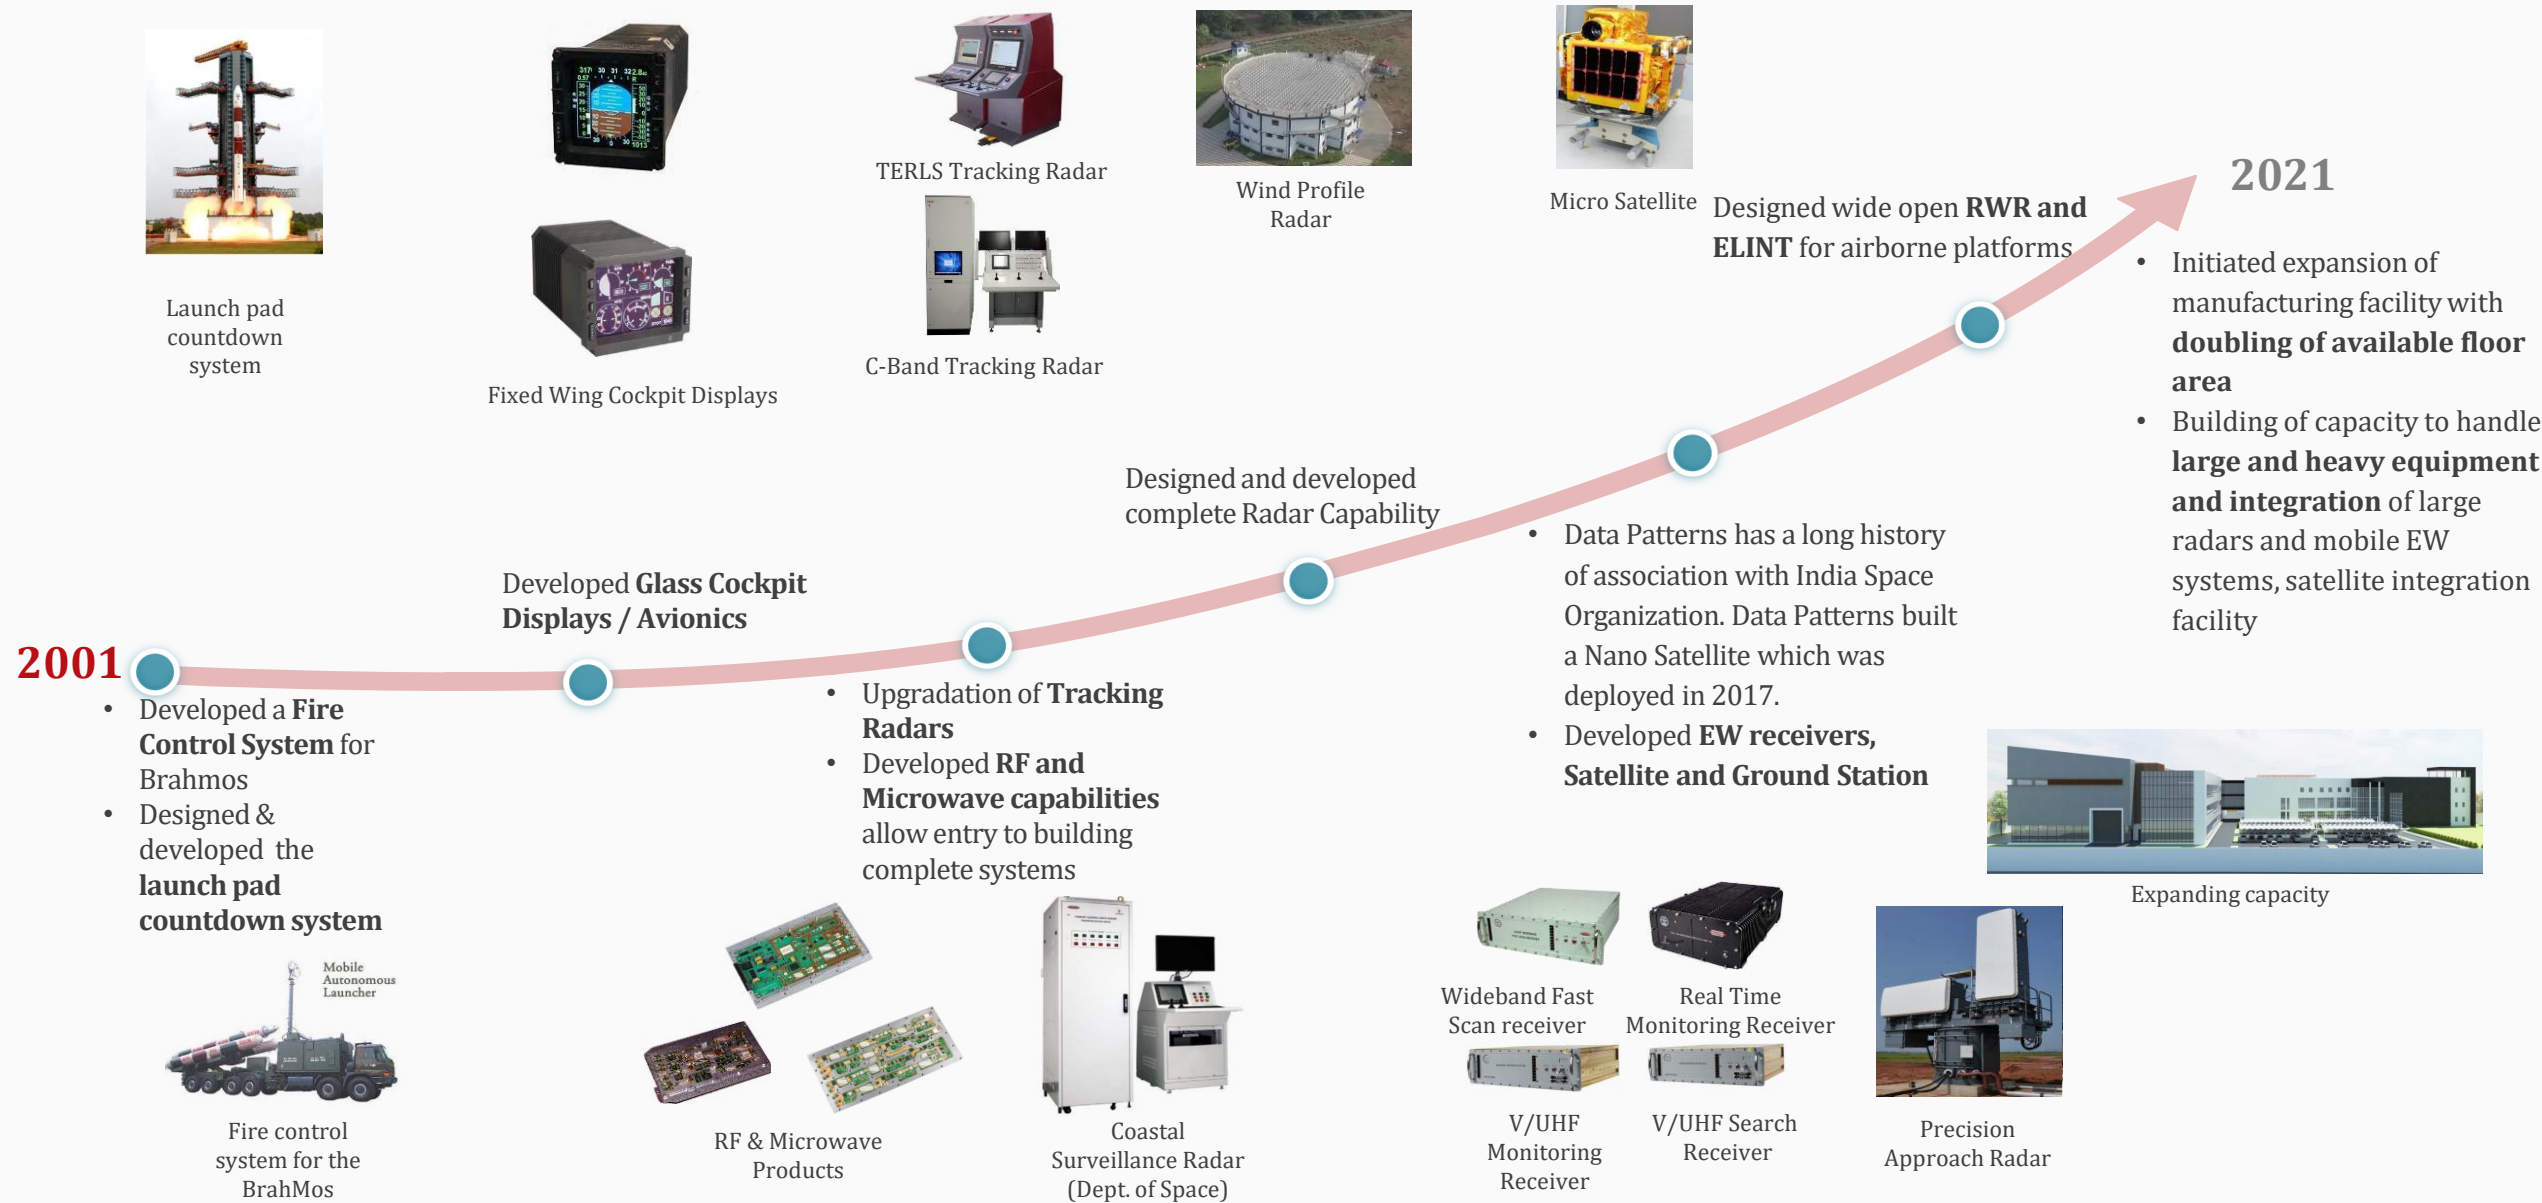 Launch pad
countdown
system
Fixed Wing Cockpit Displays
TERLS Tracking Radar
C-Band Tracking Radar
Wind Profile
Radar
Micro Satellite
Designed wide open RWR and
ELINT for airborne platforms
2021
• Initiated expansion of
manufacturing facility with
doubling of available floor
area
• Building of capacity to handle
large and heavy equipment
and integration of large
radars and mobile EW
systems, satellite integration
facility
Designed and developed
complete Radar Capability
• Data Patterns has a long history
of association with India Space
Organization. Data Patterns built
a Nano Satellite which was
deployed in 2017.
• Developed EW receivers,
Satellite and Ground Station
Developed Glass Cockpit
Displays / Avionics
2001
• Developed a Fire
Control System for
Brahmos
• Designed &
developed the
launch pad
countdown system
• Upgradation of Tracking
Radars
• Developed RF and
Microwave capabilities
allow entry to building
complete systems
Expanding capacity
Mobile
Autonomous
Launcher
Fire control
system for the
BrahMos
RF & Microwave
Products
Coastal
Surveillance Radar
(Dept. of Space)
Wideband Fast
Scan receiver
Real Time
Monitoring Receiver
V/UHF
Monitoring
Receiver
V/UHF Search
Receiver
Precision
Approach Radar